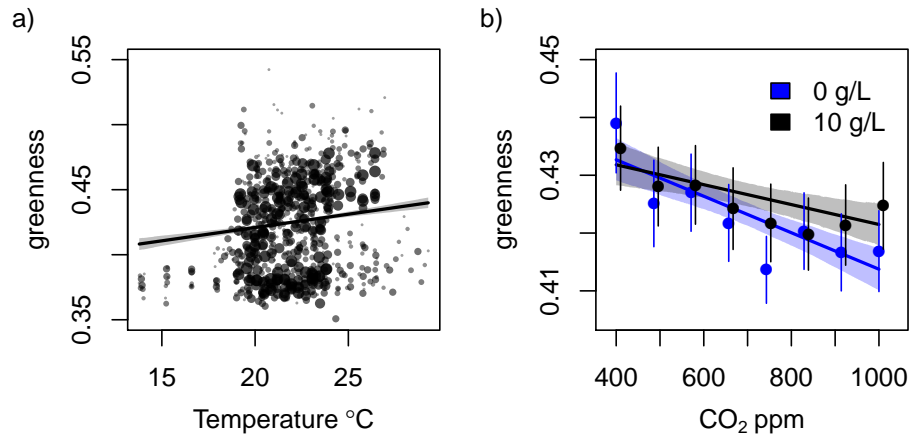 a)
greenness
0.35
0.45
0.55
15
20
25
Temperature °C
b)
greenness
0.41
0.43
0.45
0 g/L
10 g/L
400
600
800
1000
CO₂ ppm